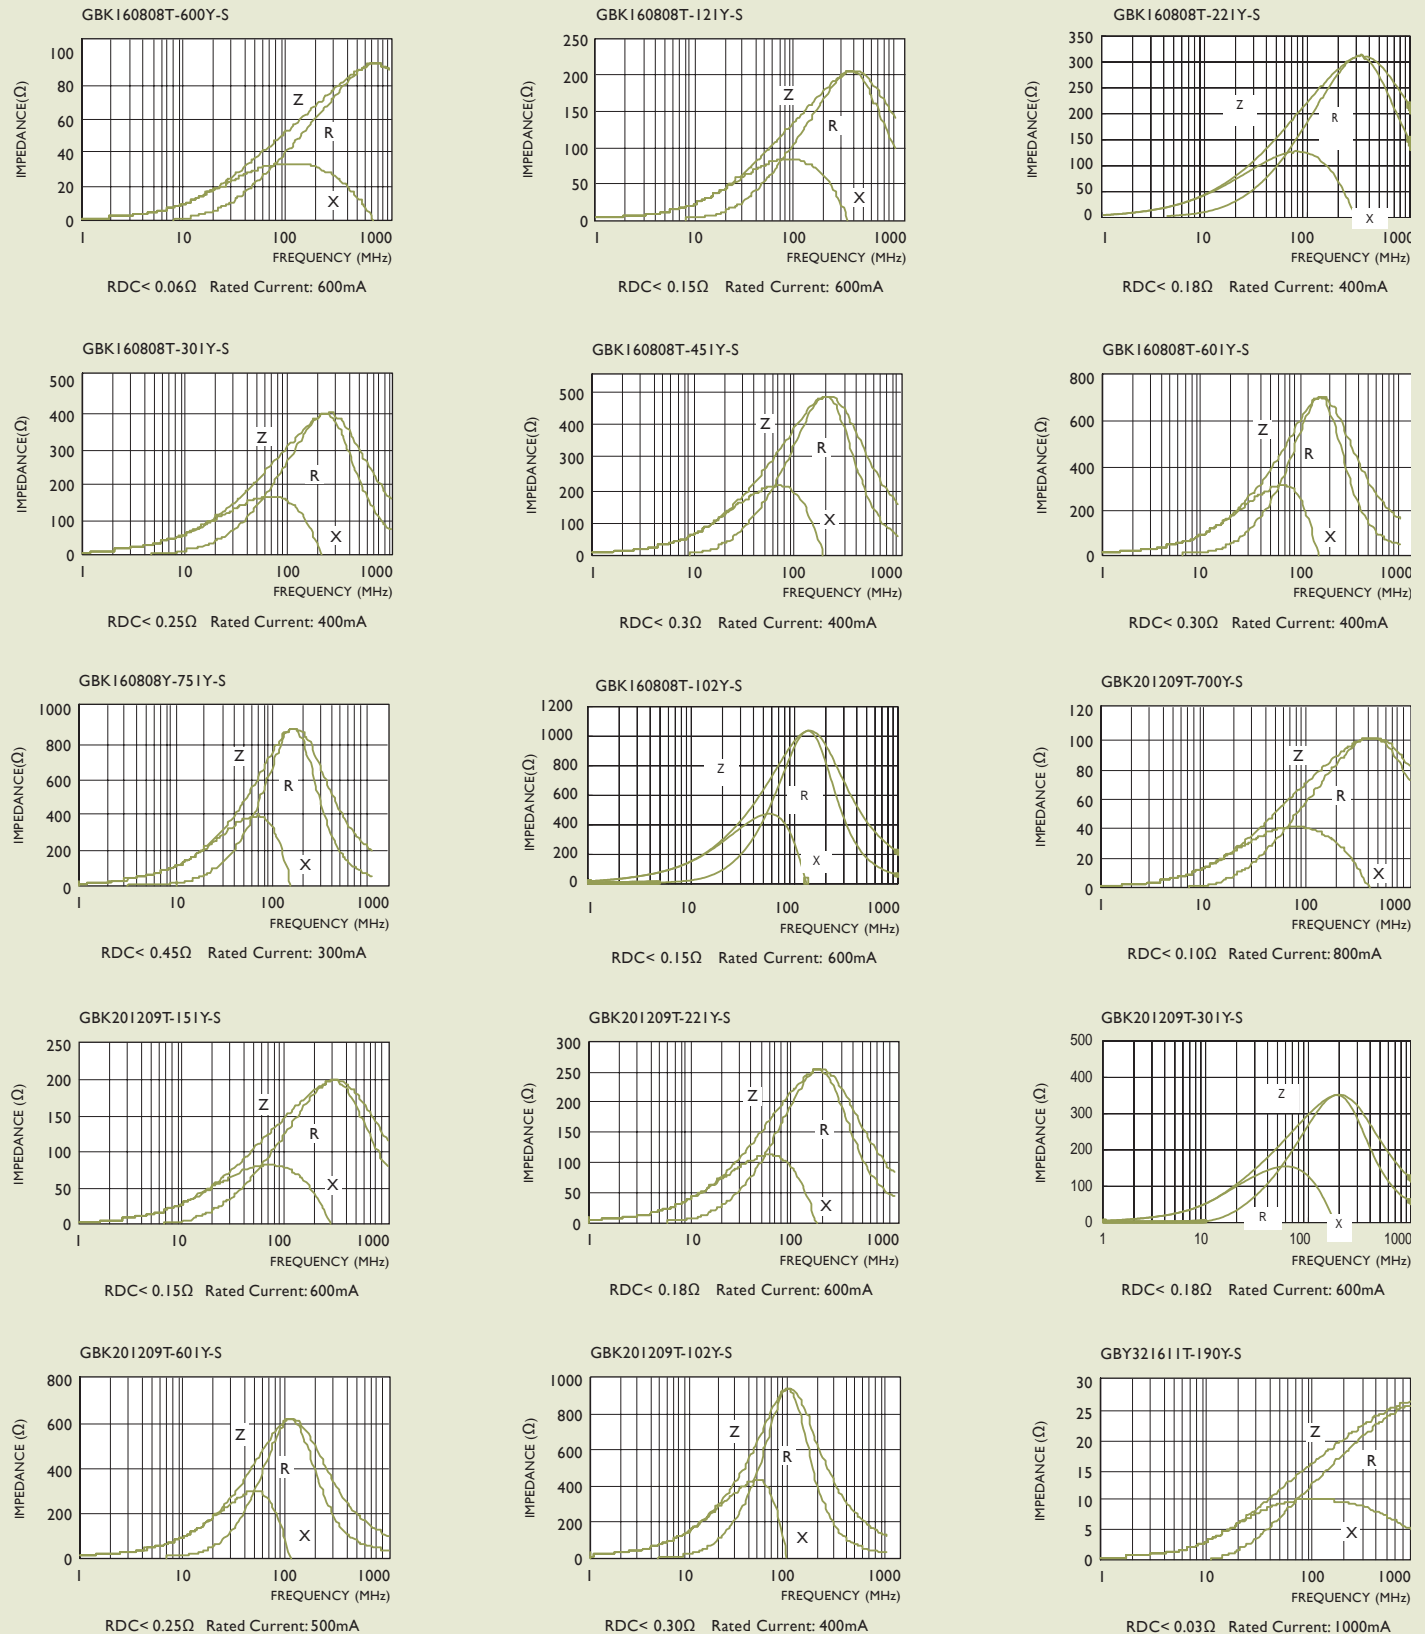 GBK160808T-600Y-S
IMPEDANCE(Ω)
100
80
60
40
20
0
Z
R
X
1 10 100 1000
FREQUENCY (MHz)
RDC< 0.06Ω Rated Current: 600mA
GBK160808T-121Y-S
IMPEDANCE(Ω)
250
200
150
100
50
0
Z
R
X
1 10 100 1000
FREQUENCY (MHz)
RDC< 0.15Ω Rated Current: 600mA
GBK160808T-221Y-S
IMPEDANCE(Ω)
350
300
250
200
150
100
50
0
Z
R
X
1 10 100 1000
FREQUENCY (MHz)
RDC< 0.18Ω Rated Current: 400mA
GBK160808T-301Y-S
IMPEDANCE(Ω)
500
400
300
200
100
0
Z
R
X
1 10 100 1000
FREQUENCY (MHz)
RDC< 0.25Ω Rated Current: 400mA
GBK160808T-451Y-S
IMPEDANCE(Ω)
500
400
300
200
100
0
Z
R
X
1 10 100 1000
FREQUENCY (MHz)
RDC< 0.3Ω Rated Current: 400mA
GBK160808T-601Y-S
IMPEDANCE(Ω)
800
600
400
200
0
Z
R
X
1 10 100 1000
FREQUENCY (MHz)
RDC< 0.30Ω Rated Current: 400mA
GBK160808Y-751Y-S
IMPEDANCE(Ω)
1000
800
600
400
200
0
Z
R
X
1 10 100 1000
FREQUENCY (MHz)
RDC< 0.45Ω Rated Current: 300mA
GBK160808T-102Y-S
IMPEDANCE(Ω)
1200
1000
800
600
400
200
0
Z
R
X
1 10 100 1000
FREQUENCY (MHz)
RDC< 0.15Ω Rated Current: 600mA
GBK201209T-700Y-S
IMPEDANCE (Ω)
120
100
80
60
40
20
0
Z
R
X
1 10 100 1000
FREQUENCY (MHz)
RDC< 0.10Ω Rated Current: 800mA
GBK201209T-151Y-S
IMPEDANCE (Ω)
250
200
150
100
50
0
Z
R
X
1 10 100 1000
FREQUENCY (MHz)
RDC< 0.15Ω Rated Current: 600mA
GBK201209T-221Y-S
IMPEDANCE (Ω)
300
250
200
150
100
50
0
Z
R
X
1 10 100 1000
FREQUENCY (MHz)
RDC< 0.18Ω Rated Current: 600mA
GBK201209T-301Y-S
IMPEDANCE (Ω)
500
400
300
200
100
0
Z
R
X
1 10 100 1000
FREQUENCY (MHz)
RDC< 0.18Ω Rated Current: 600mA
GBK201209T-601Y-S
IMPEDANCE (Ω)
800
600
400
200
0
Z
R
X
1 10 100 1000
FREQUENCY (MHz)
RDC< 0.25Ω Rated Current: 500mA
GBK201209T-102Y-S
IMPEDANCE (Ω)
1000
800
600
400
200
0
Z
R
X
1 10 100 1000
FREQUENCY (MHz)
RDC< 0.30Ω Rated Current: 400mA
GBY321611T-190Y-S
IMPEDANCE (Ω)
30
25
20
15
10
5
0
Z
R
X
1 10 100 1000
FREQUENCY (MHz)
RDC< 0.03Ω Rated Current: 1000mA